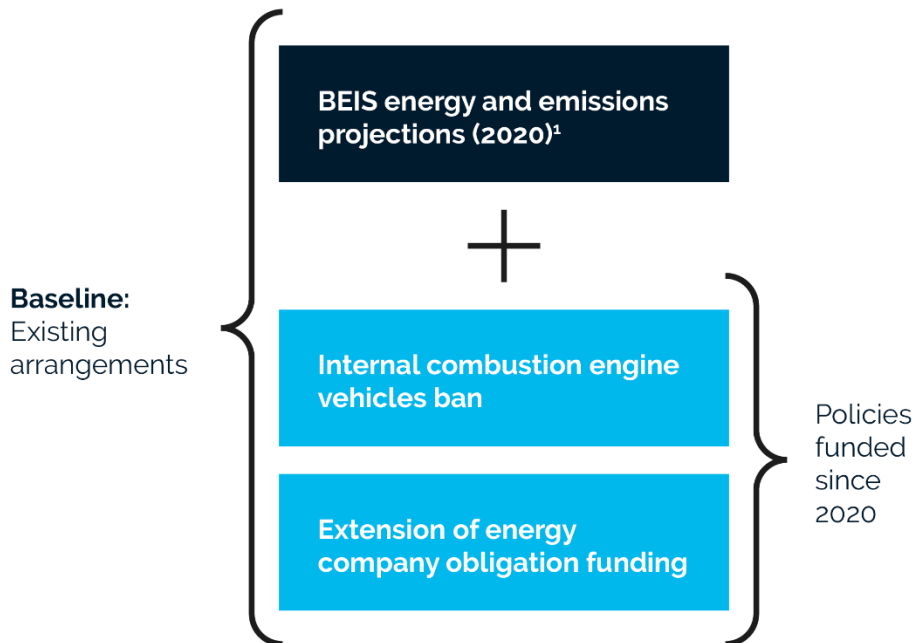 BEIS energy and emissions
projections (2020)¹
+
Baseline:
Existing
arrangements
Internal combustion engine
vehicles ban
Extension of energy
company obligation funding
Policies
funded
since
2020